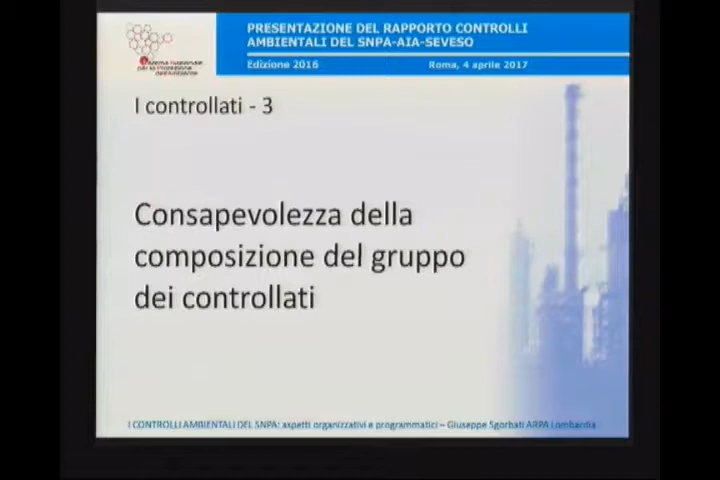 PRESENTAZIONE DEL RAPPORTO CONTROLLI
AMBIENTALI DEL SNPA-AIA-SEVESO
Edizione 2016
Roma, 4 aprile 2017
I controllati - 3
Consapevolezza della
composizione del gruppo
dei controllati
I CONTROLLI AMBIENTALI DEL SNPA: aspetti organizzativi e programmatici – Giuseppe Sgorbati ARPA Lombardia